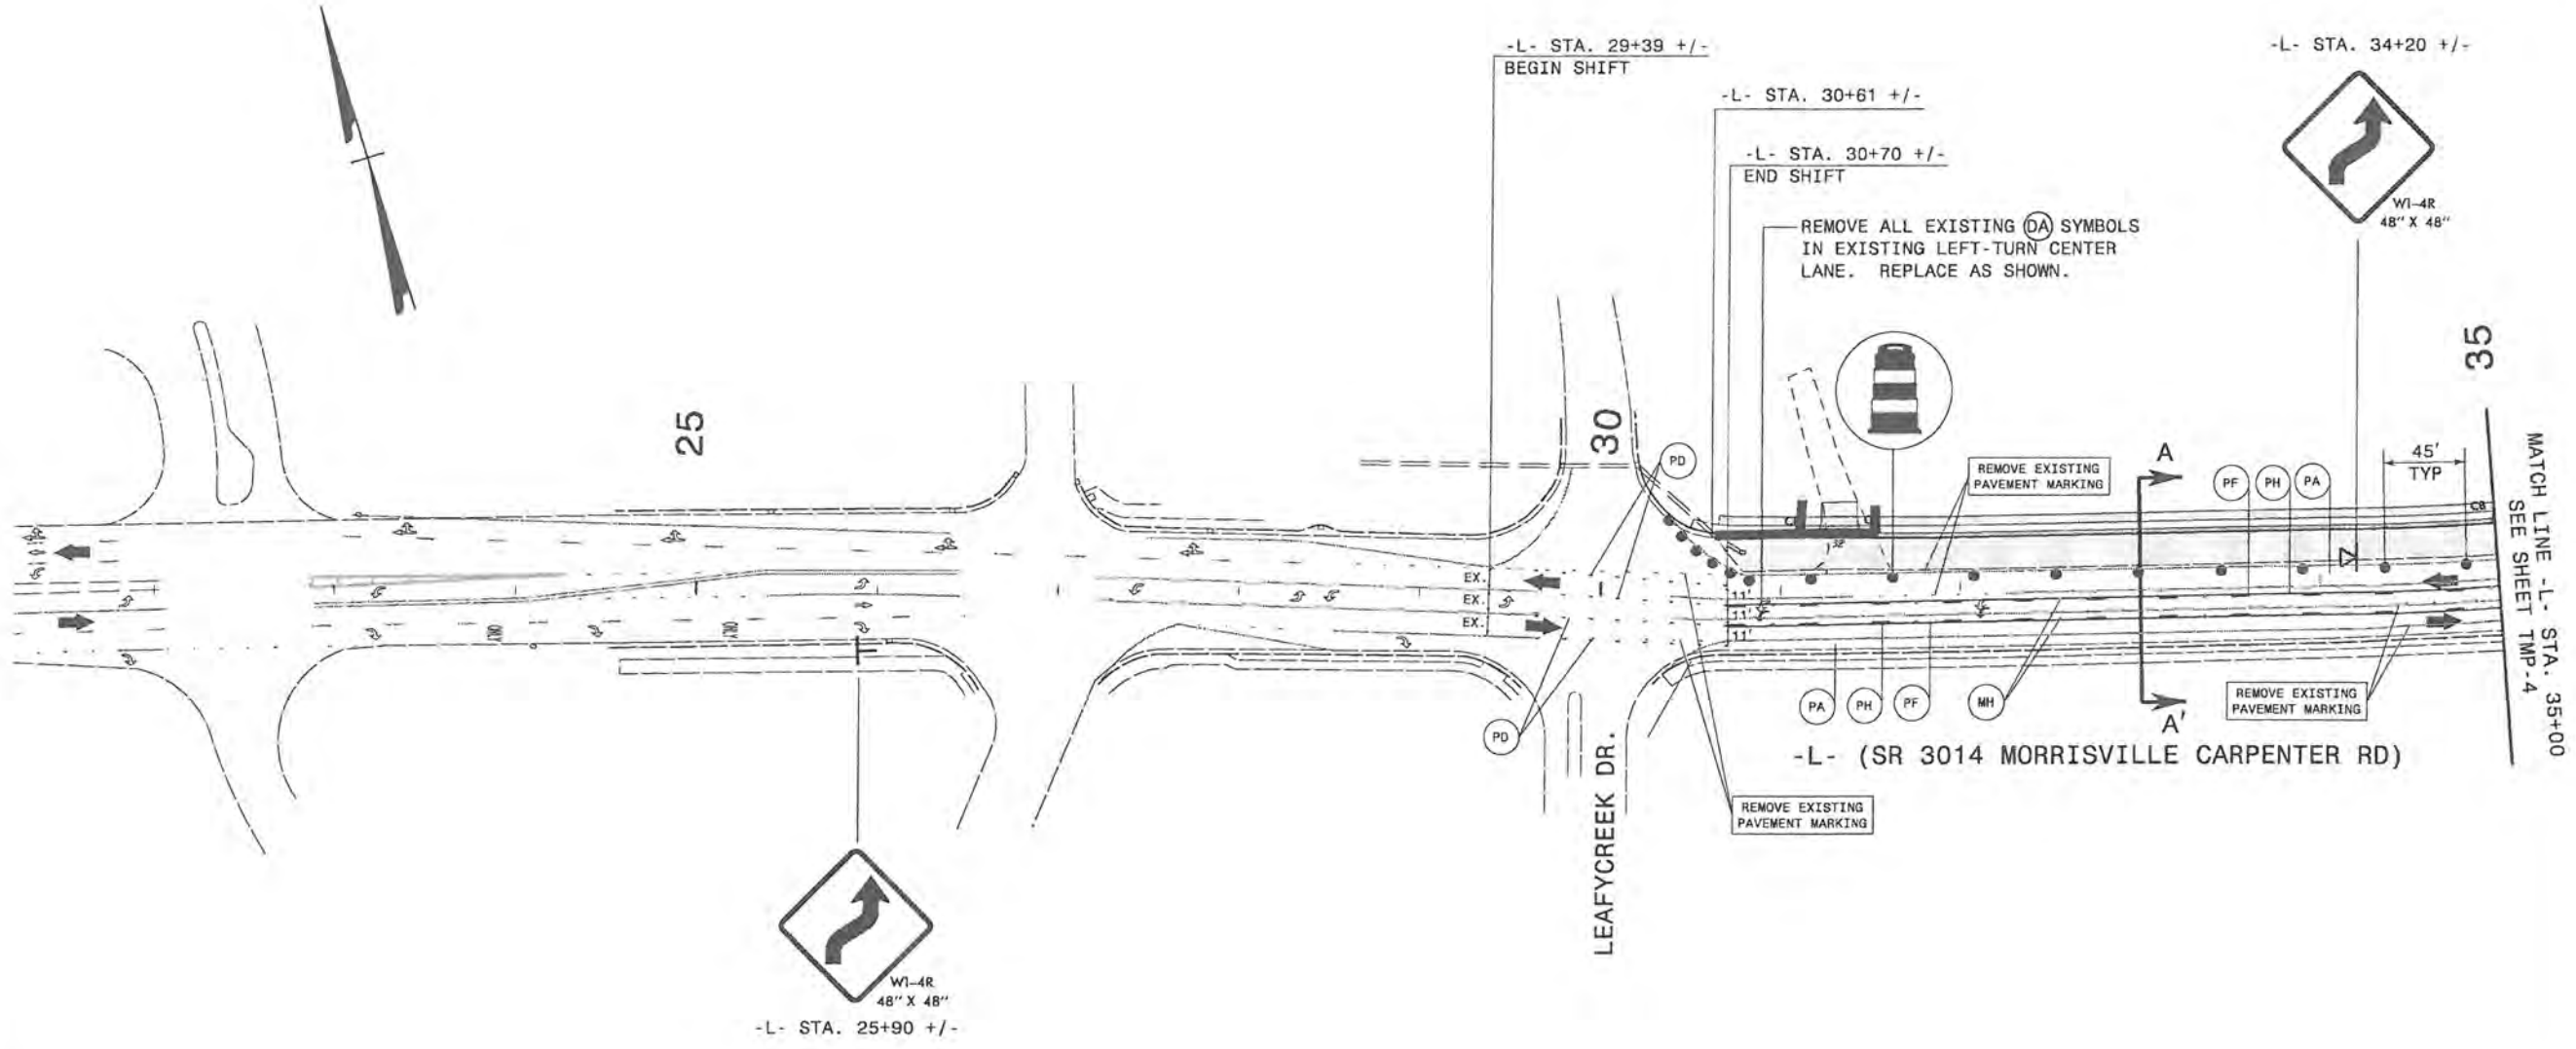 -L- STA. 29+39 +/-
BEGIN SHIFT
-L- STA. 34+20 +/-
-L- STA. 30+61 +/-
-L- STA. 30+70 +/-
END SHIFT
W1-4R
48" X 48"
REMOVE ALL EXISTING DA SYMBOLS
IN EXISTING LEFT-TURN CENTER
LANE. REPLACE AS SHOWN.
35
25
30
PD
A
45'
TYP
REMOVE EXISTING
PAVEMENT MARKING
PF
PH
PA
MATCH LINE -L- STA. 35+00
SEE SHEET TMP-4
CB
32'
EX.
EX.
EX.
11'
11'
11'
ONLY
ONLY
PD
PA
PH
PF
MH
A'
REMOVE EXISTING
PAVEMENT MARKING
-L- (SR 3014 MORRISVILLE CARPENTER RD)
LEAFYCREEK DR.
REMOVE EXISTING
PAVEMENT MARKING
W1-4R
48" X 48"
-L- STA. 25+90 +/-